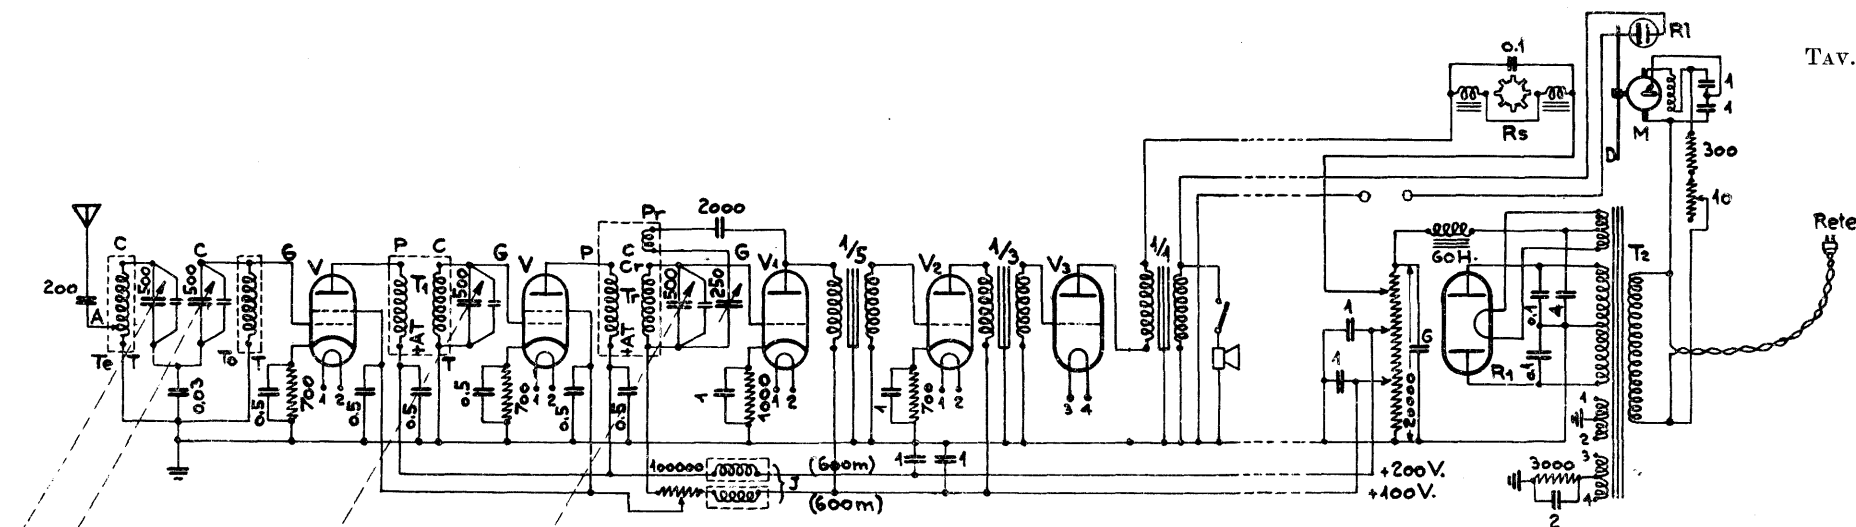 TAV.
Rl
0.1
1
1
Rs
M
D
300
10
Rete
Pr
2000
C
C
G
V
P
C
G
V
P
C
Cr
G
V1
1/5
V2
1/3
V3
1/1
60H.
T2
200
A
500
500
T1
500
Tr
500
250
1
6
0.1
4
+AT
+AT
Te
T
To
T
T
1
R1
0.1
0,03
0.5
700
1
2
0.5
0.5
0.5
700
1
2
0.5
0.5
1
1000
1
2
1
700
1
2
3
4
20000
1
2
100000
J
(600m)
1
1
+200V.
3000
3
(600m)
+100V.
4
2